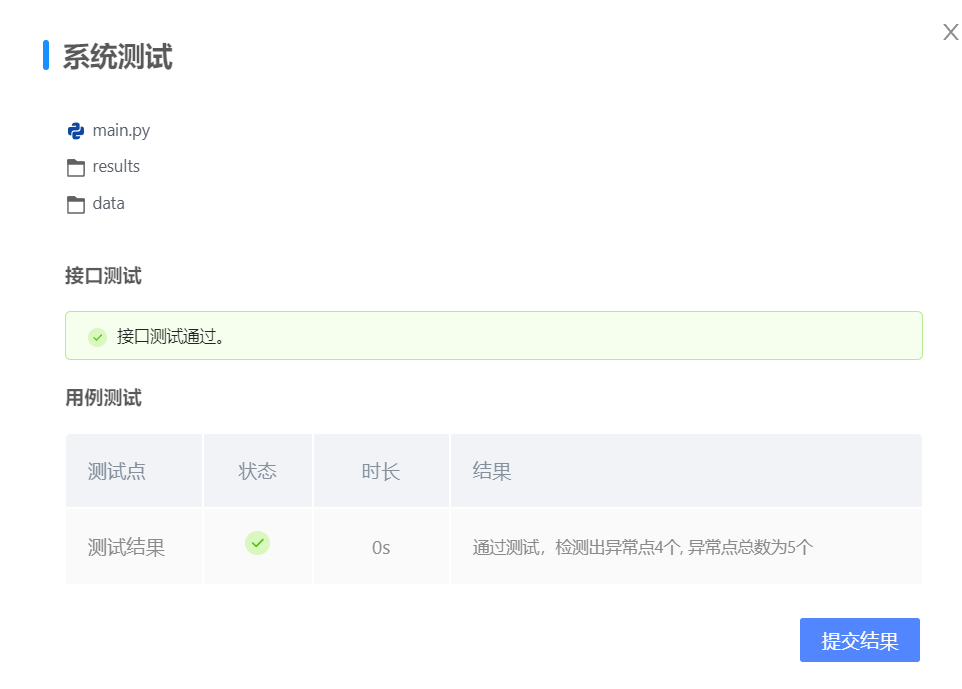 系统测试
X
main.py
results
data
接口测试
接口测试通过。
用例测试
测试点 状态 时长 结果
测试结果 0s 通过测试，检测出异常点4个, 异常点总数为5个
提交结果